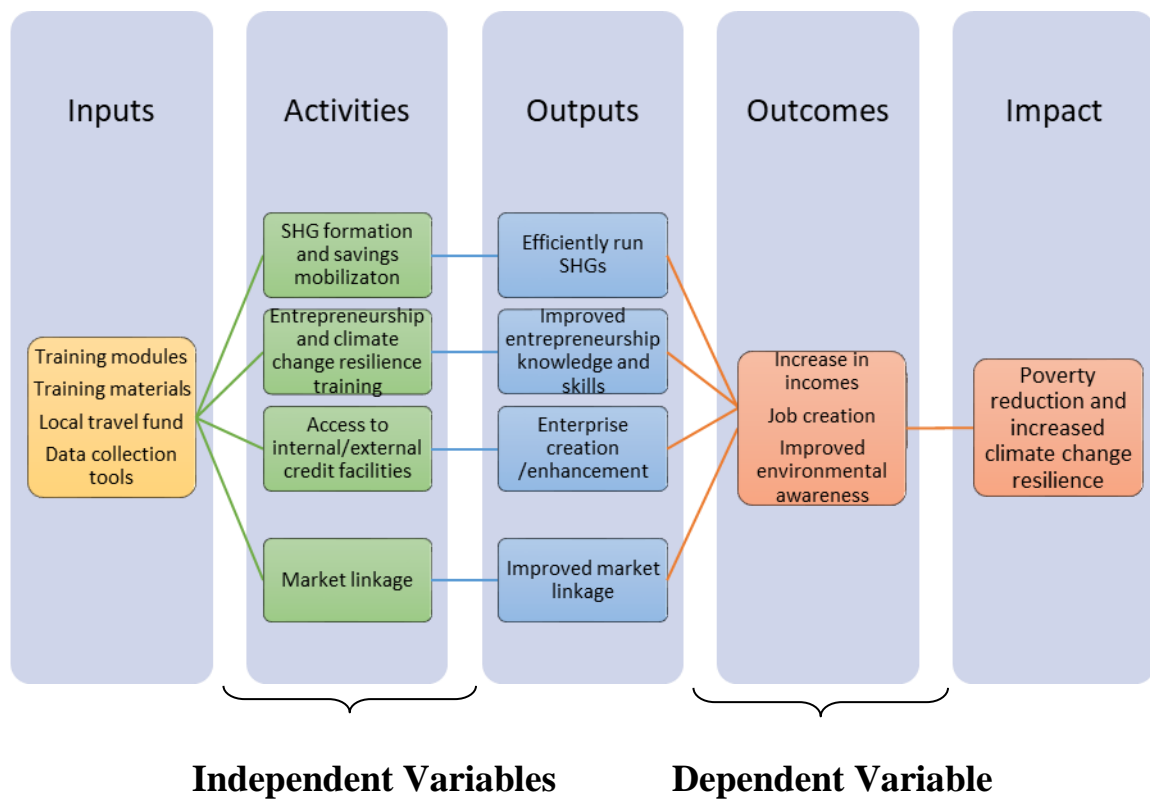 Inputs
Activities
Outputs
Outcomes
Impact
Training modules
Training materials
Local travel fund
Data collection
tools
SHG formation
and savings
mobilizaton
Entrepreneurship
and climate
change resilience
training
Access to
internal/external
credit facilities
Market linkage
Efficiently run
SHGs
Improved
entrepreneurship
knowledge and
skills
Enterprise
creation
/enhancement
Improved market
linkage
Increase in
incomes
Job creation
Improved
environmental
awareness
Poverty
reduction and
increased
climate change
resilience
Independent Variables
Dependent Variable